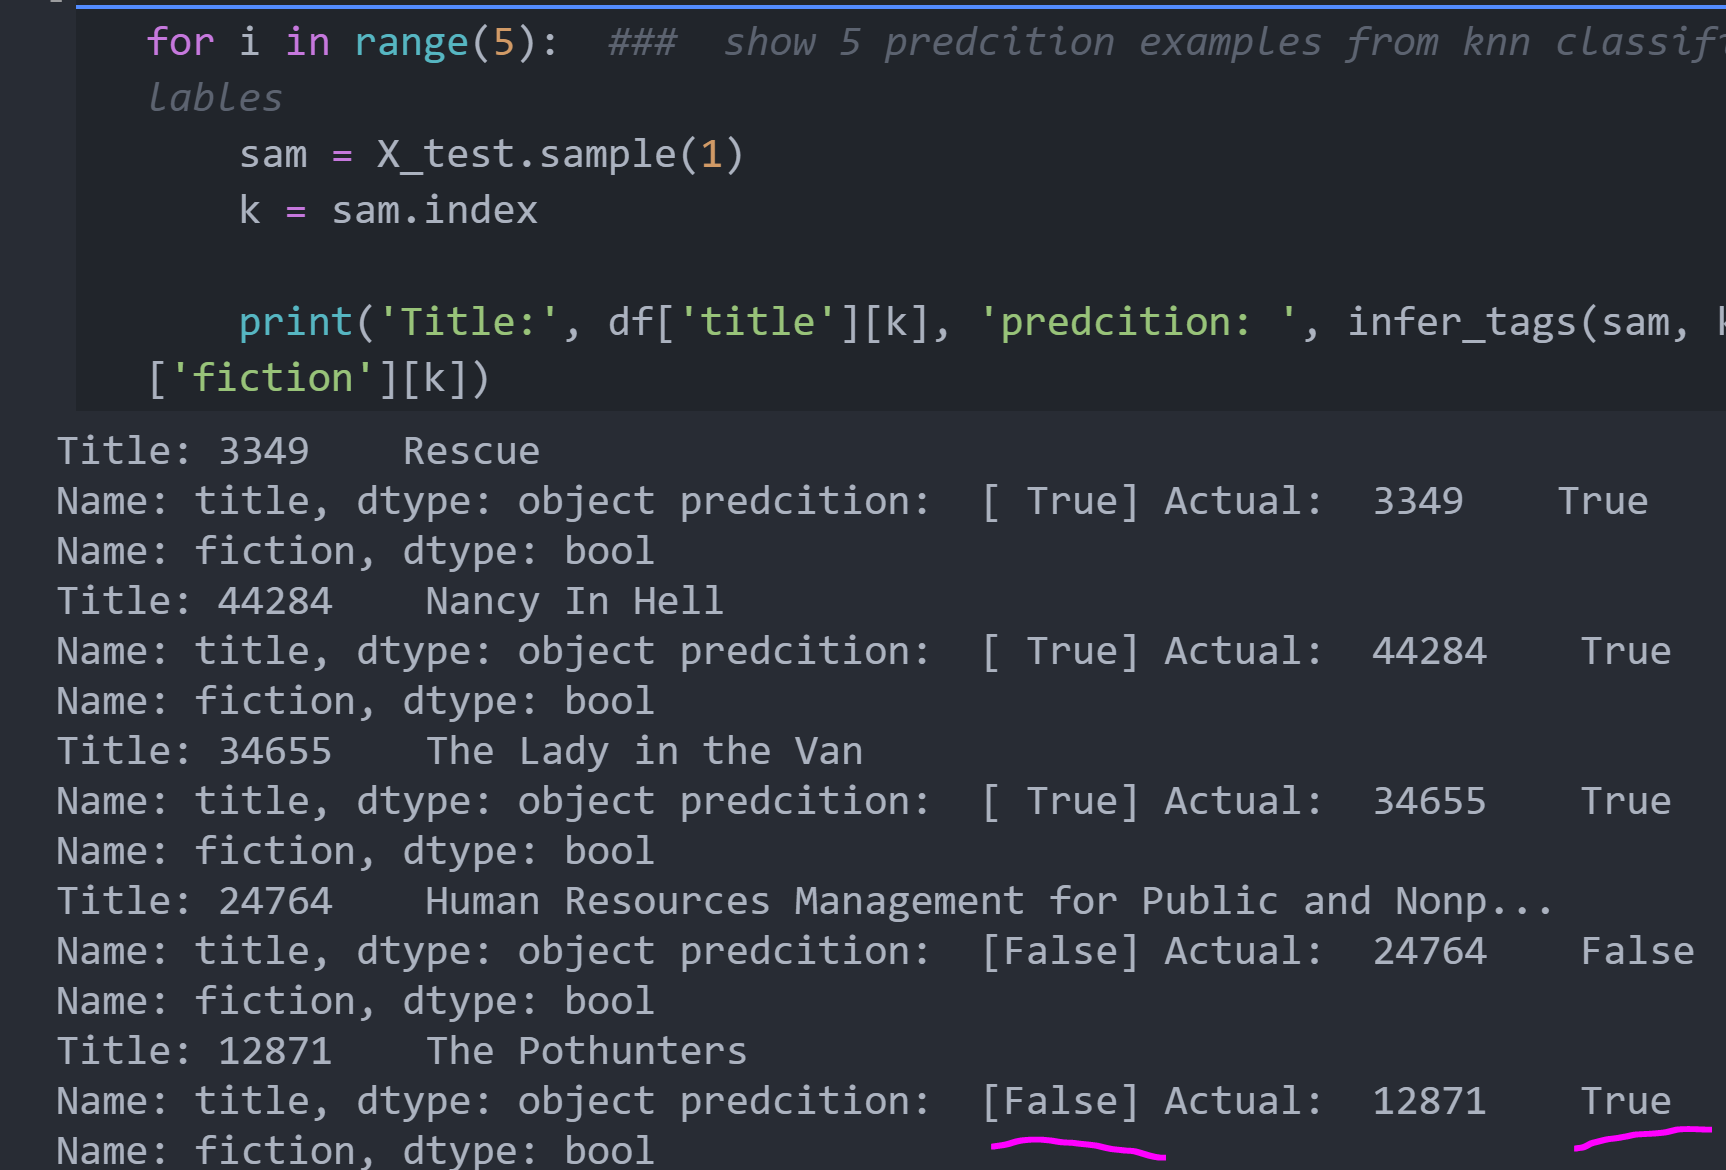 for i in range(5):  ###  show 5 predcition examples from knn
lables
    sam = X_test.sample(1)
    k = sam.index
    print('Title:', df['title'][k], 'predcition: ', infer_tags(sam,
['fiction'][k])
Title: 3349    Rescue
Name: title, dtype: object predcition:  [ True] Actual:  3349    True
Name: fiction, dtype: bool
Title: 44284    Nancy In Hell
Name: title, dtype: object predcition:  [ True] Actual:  44284    True
Name: fiction, dtype: bool
Title: 34655    The Lady in the Van
Name: title, dtype: object predcition:  [ True] Actual:  34655    True
Name: fiction, dtype: bool
Title: 24764    Human Resources Management for Public and Nonp...
Name: title, dtype: object predcition:  [False] Actual:  24764    False
Name: fiction, dtype: bool
Title: 12871    The Pothunters
Name: title, dtype: object predcition:  [False] Actual:  12871    True
Name: fiction, dtype: bool